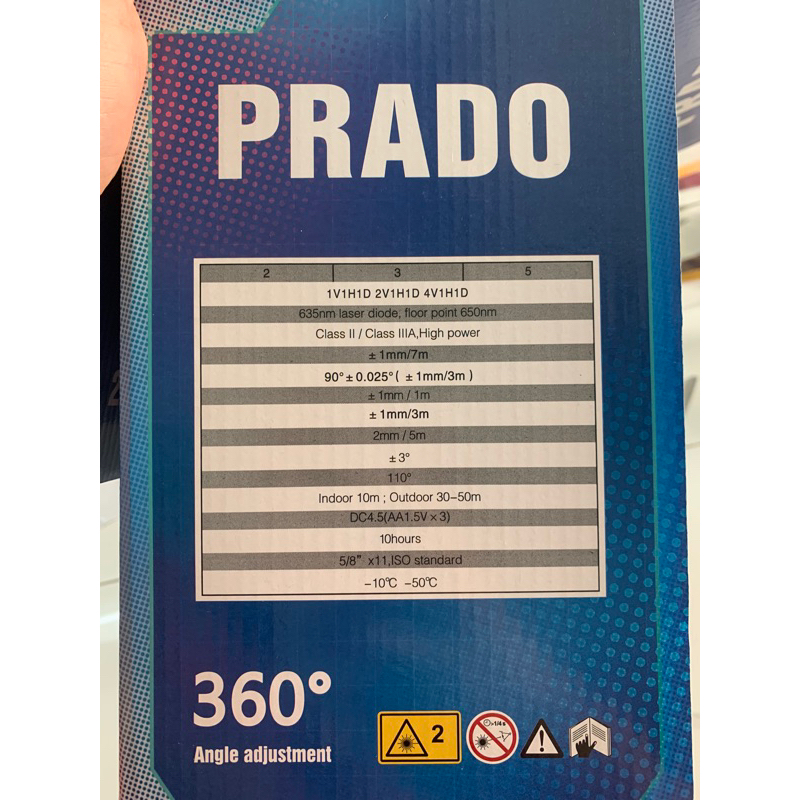 PRADO
2 3 5
1V1H1D 2V1H1D 4V1H1D
635nm laser diode, floor point 650nm
Class II / Class IIIA,High power
±1mm/7m
90°±0.025°( ±1mm/3m )
±1mm / 1m
±1mm/3m
2mm / 5m
±3°
110°
Indoor 10m ; Outdoor 30-50m
DC4.5(AA1.5V×3)
10hours
5/8" x11,ISO standard
-10℃ -50℃
360°
Angle adjustment
2